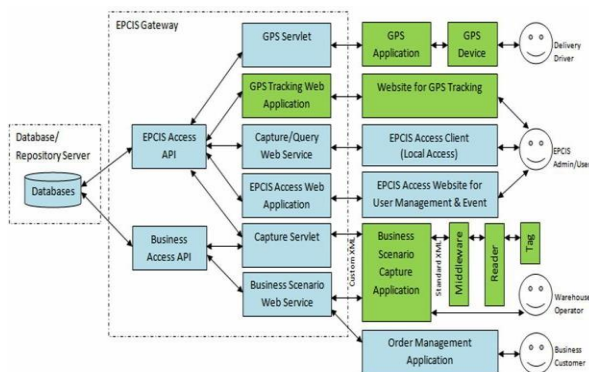 EPCIS Gateway
GPS Servlet
GPS
Application
GPS
Device
Delivery
Driver
GPS Tracking Web
Application
Website for GPS Tracking
Database/
Repository Server
Databases
EPCIS Access
API
Capture/Query
Web Service
EPCIS Access Client
(Local Access)
EPCIS
Admin/User
EPCIS Access Web
Application
EPCIS Access Website for
User Management & Event
Business
Access API
Capture Servlet
Custom XML
Business
Scenario
Capture
Application
Standard XML
Middleware
Reader
Tag
Business Scenario
Web Service
Warehouse
Operator
Order Management
Application
Business
Customer